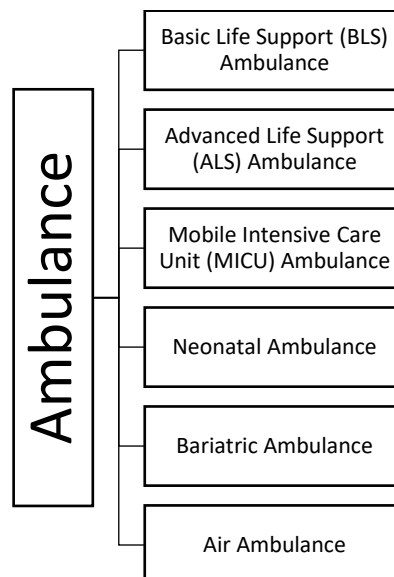 Ambulance
Basic Life Support (BLS)
Ambulance
Advanced Life Support
(ALS) Ambulance
Mobile Intensive Care
Unit (MICU) Ambulance
Neonatal Ambulance
Bariatric Ambulance
Air Ambulance